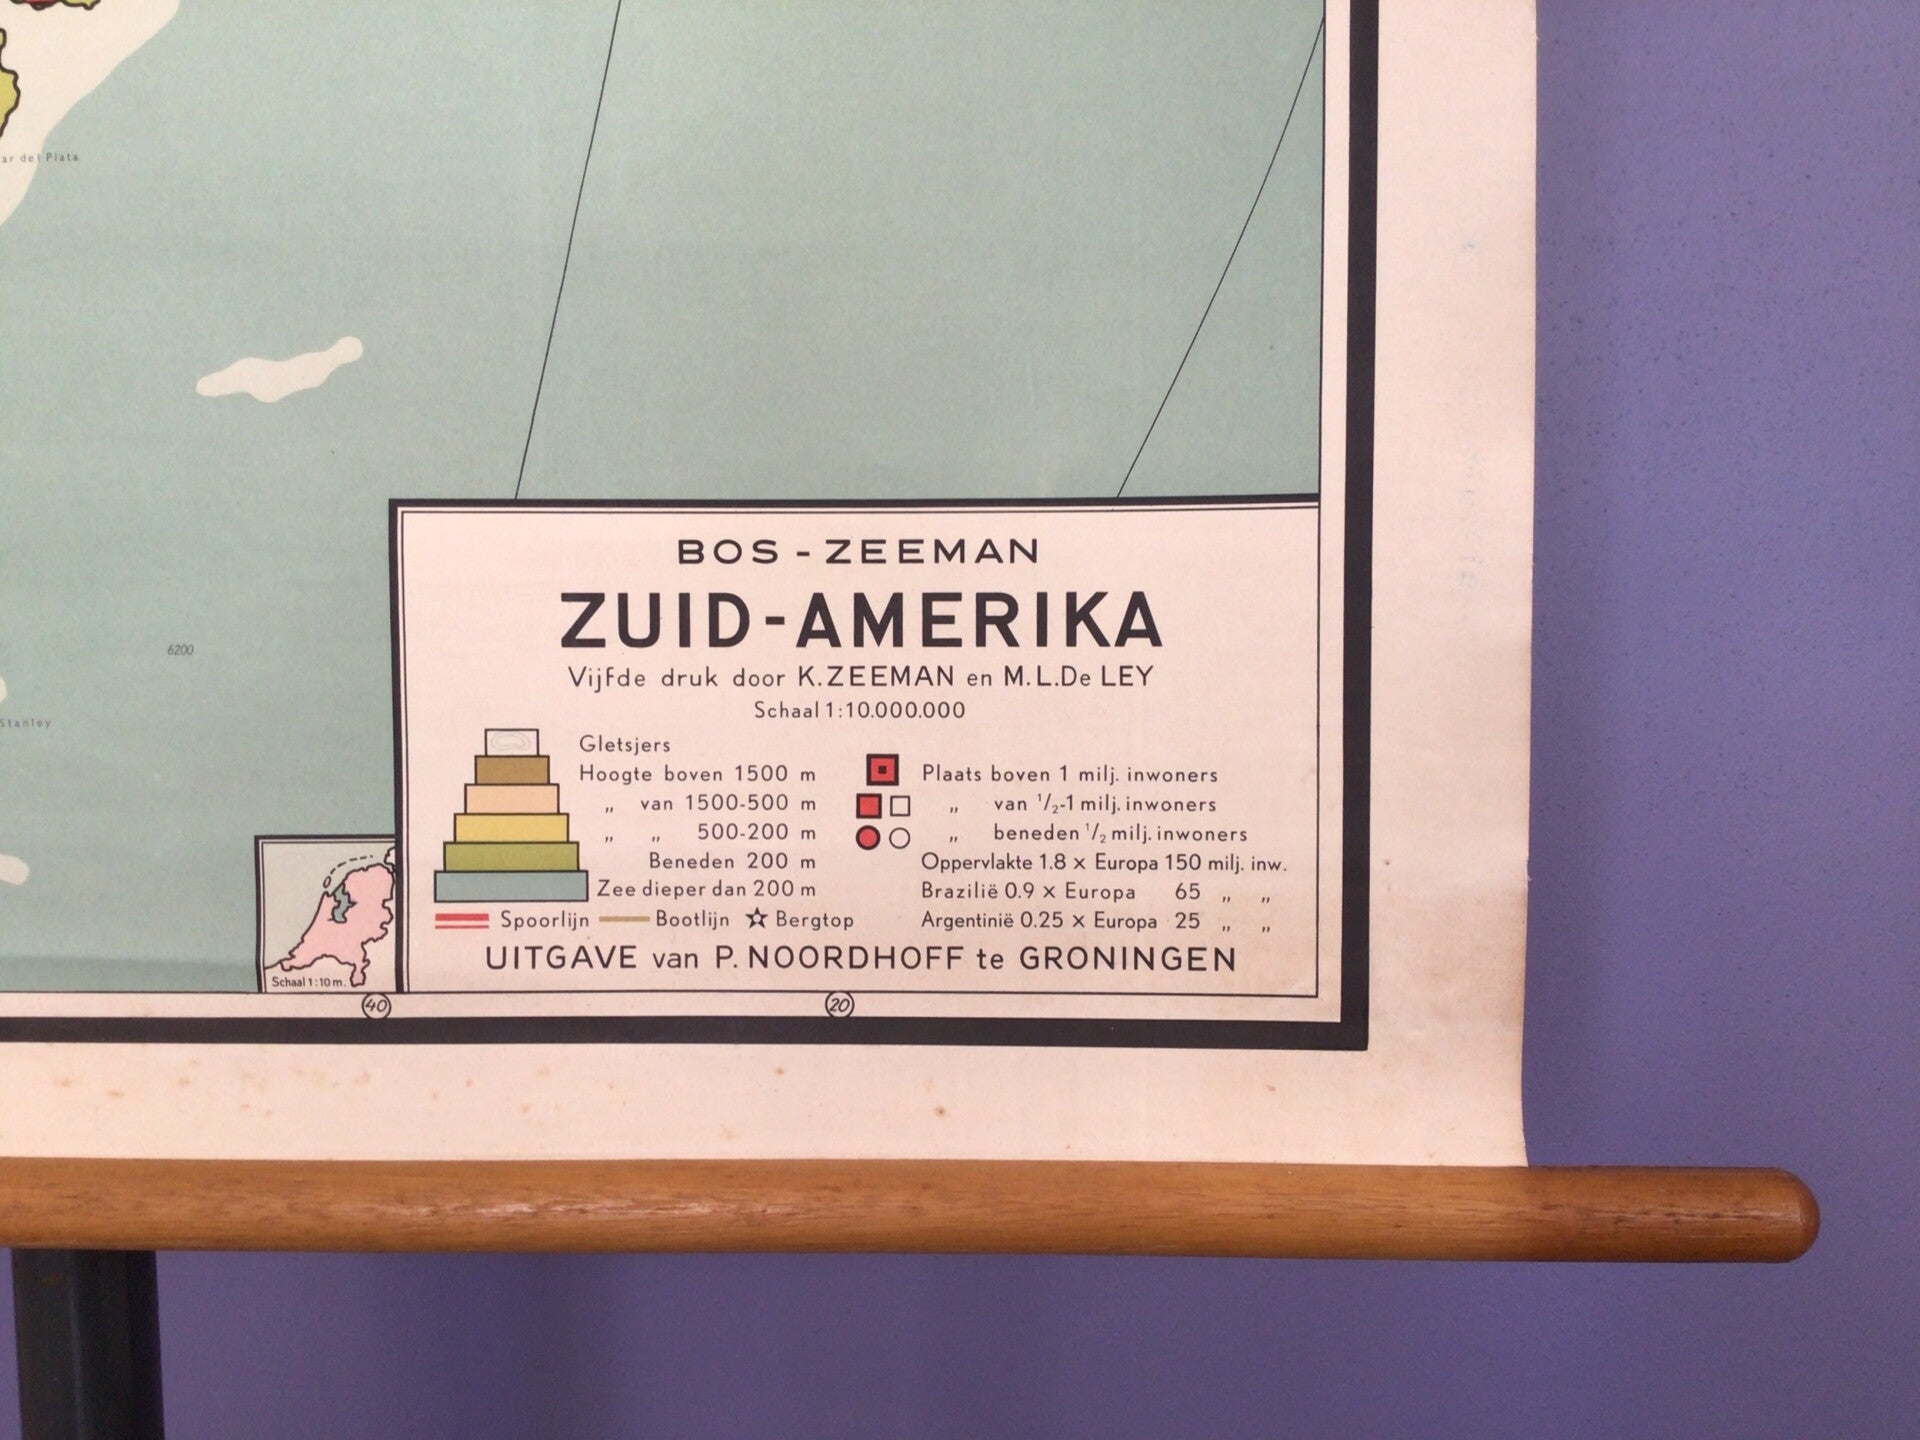 ar del Plata
6200
Stanley
BOS - ZEEMAN
ZUID-AMERIKA
Vijfde druk door K. ZEEMAN en M.L.De LEY
Schaal 1:10.000.000
Gletsjers
Hoogte boven 1500 m
„ van 1500-500 m
„ „ 500-200 m
Beneden 200 m
Zee dieper dan 200 m
Spoorlijn Bootlijn Bergtop
Plaats boven 1 milj. inwoners
„ van 1/2-1 milj. inwoners
„ beneden 1/2 milj. inwoners
Oppervlakte 1.8 x Europa 150 milj. inw.
Brazilië 0.9 x Europa 65 „ „
Argentinië 0.25 x Europa 25 „ „
UITGAVE van P. NOORDHOFF te GRONINGEN
Schaal 1:10 m.
40
20